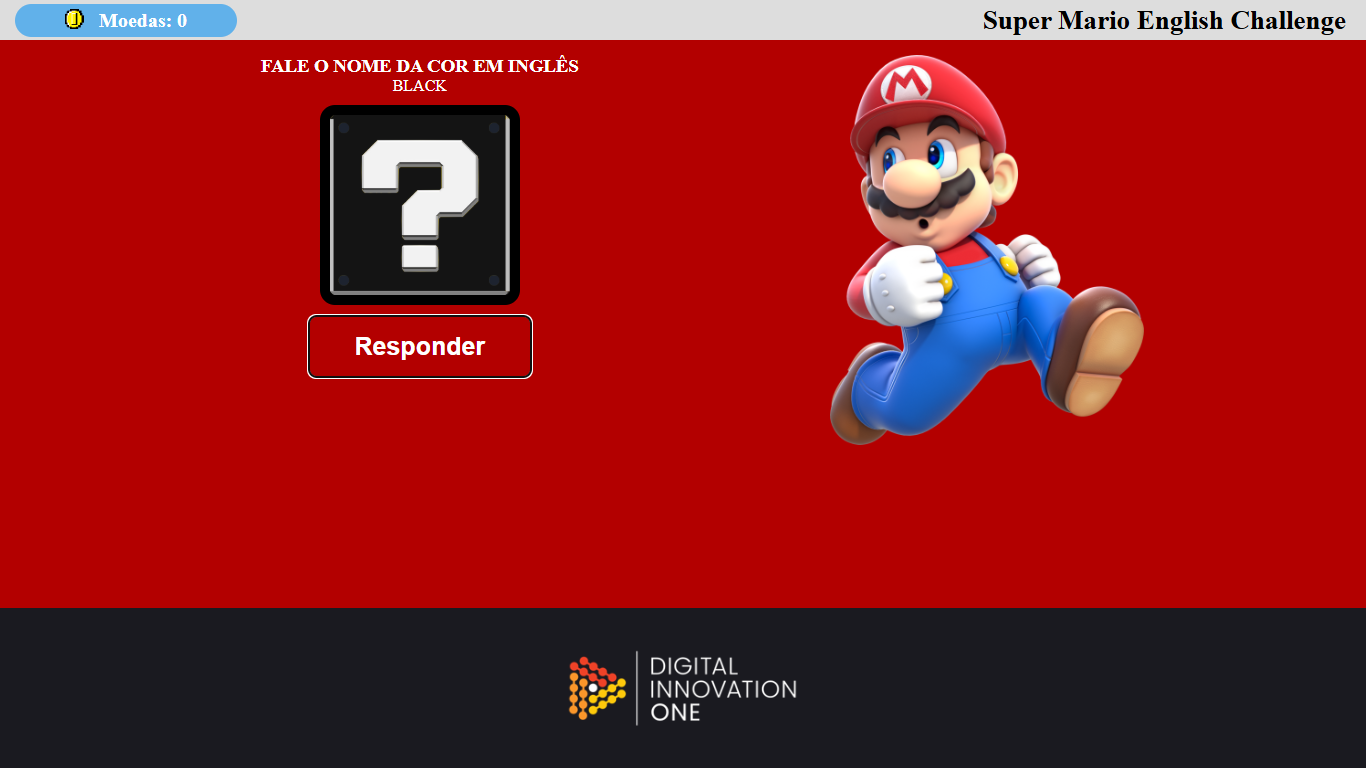 Moedas: 0
Super Mario English Challenge
FALE O NOME DA COR EM INGLÊS
BLACK
?
Responder
M
DIGITAL
INNOVATION
ONE